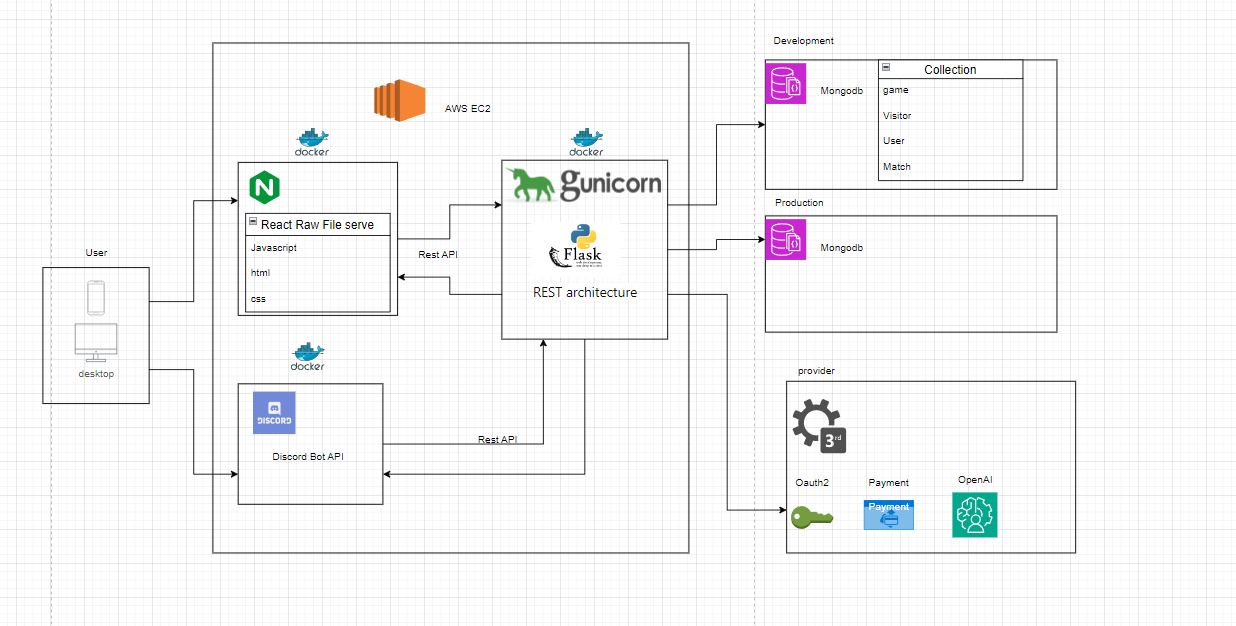 Development
Collection
Mongodb
game
Visitor
User
Match
AWS EC2
docker
docker
gunicorn
N
React Raw File serve
Javascript
html
css
Rest API
Flask
REST architecture
Production
Mongodb
User
desktop
docker
DISCORD
Discord Bot API
Rest API
provider
3rd
Oauth2
Payment
OpenAI
Payment